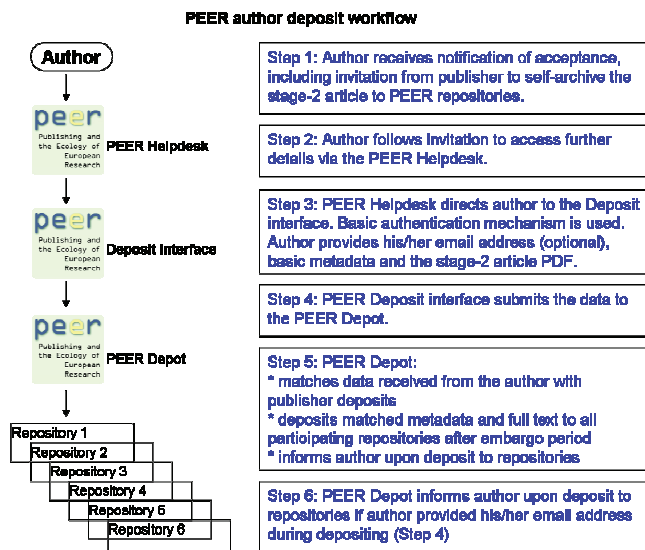 PEER author deposit workflow
Author
peer
Publishing and
the Ecology of
European
Research
PEER Helpdesk
peer
Publishing and
the Ecology of
European
Research
Deposit Interface
peer
Publishing and
the Ecology of
European
Research
PEER Depot
Repository 1
Repository 2
Repository 3
Repository 4
Repository 5
Repository 6
Step 1: Author receives notification of acceptance,
including invitation from publisher to self-archive the
stage-2 article to PEER repositories.
Step 2: Author follows invitation to access further
details via the PEER Helpdesk.
Step 3: PEER Helpdesk directs author to the Deposit
interface. Basic authentication mechanism is used.
Author provides his/her email address (optional),
basic metadata and the stage-2 article PDF.
Step 4: PEER Deposit interface submits the data to
the PEER Depot.
Step 5: PEER Depot:
* matches data received from the author with
publisher deposits
* deposits matched metadata and full text to all
participating repositories after embargo period
* informs author upon deposit to repositories
Step 6: PEER Depot informs author upon deposit to
repositories if author provided his/her email address
during depositing (Step 4)